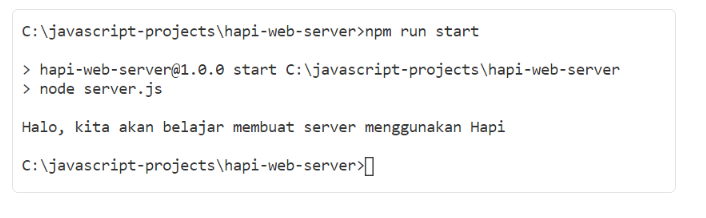 C:\javascript-projects\hapi-web-server>npm run start
> hapi-web-server@1.0.0 start C:\javascript-projects\hapi-web-server
> node server.js
Halo, kita akan belajar membuat server menggunakan Hapi
C:\javascript-projects\hapi-web-server>